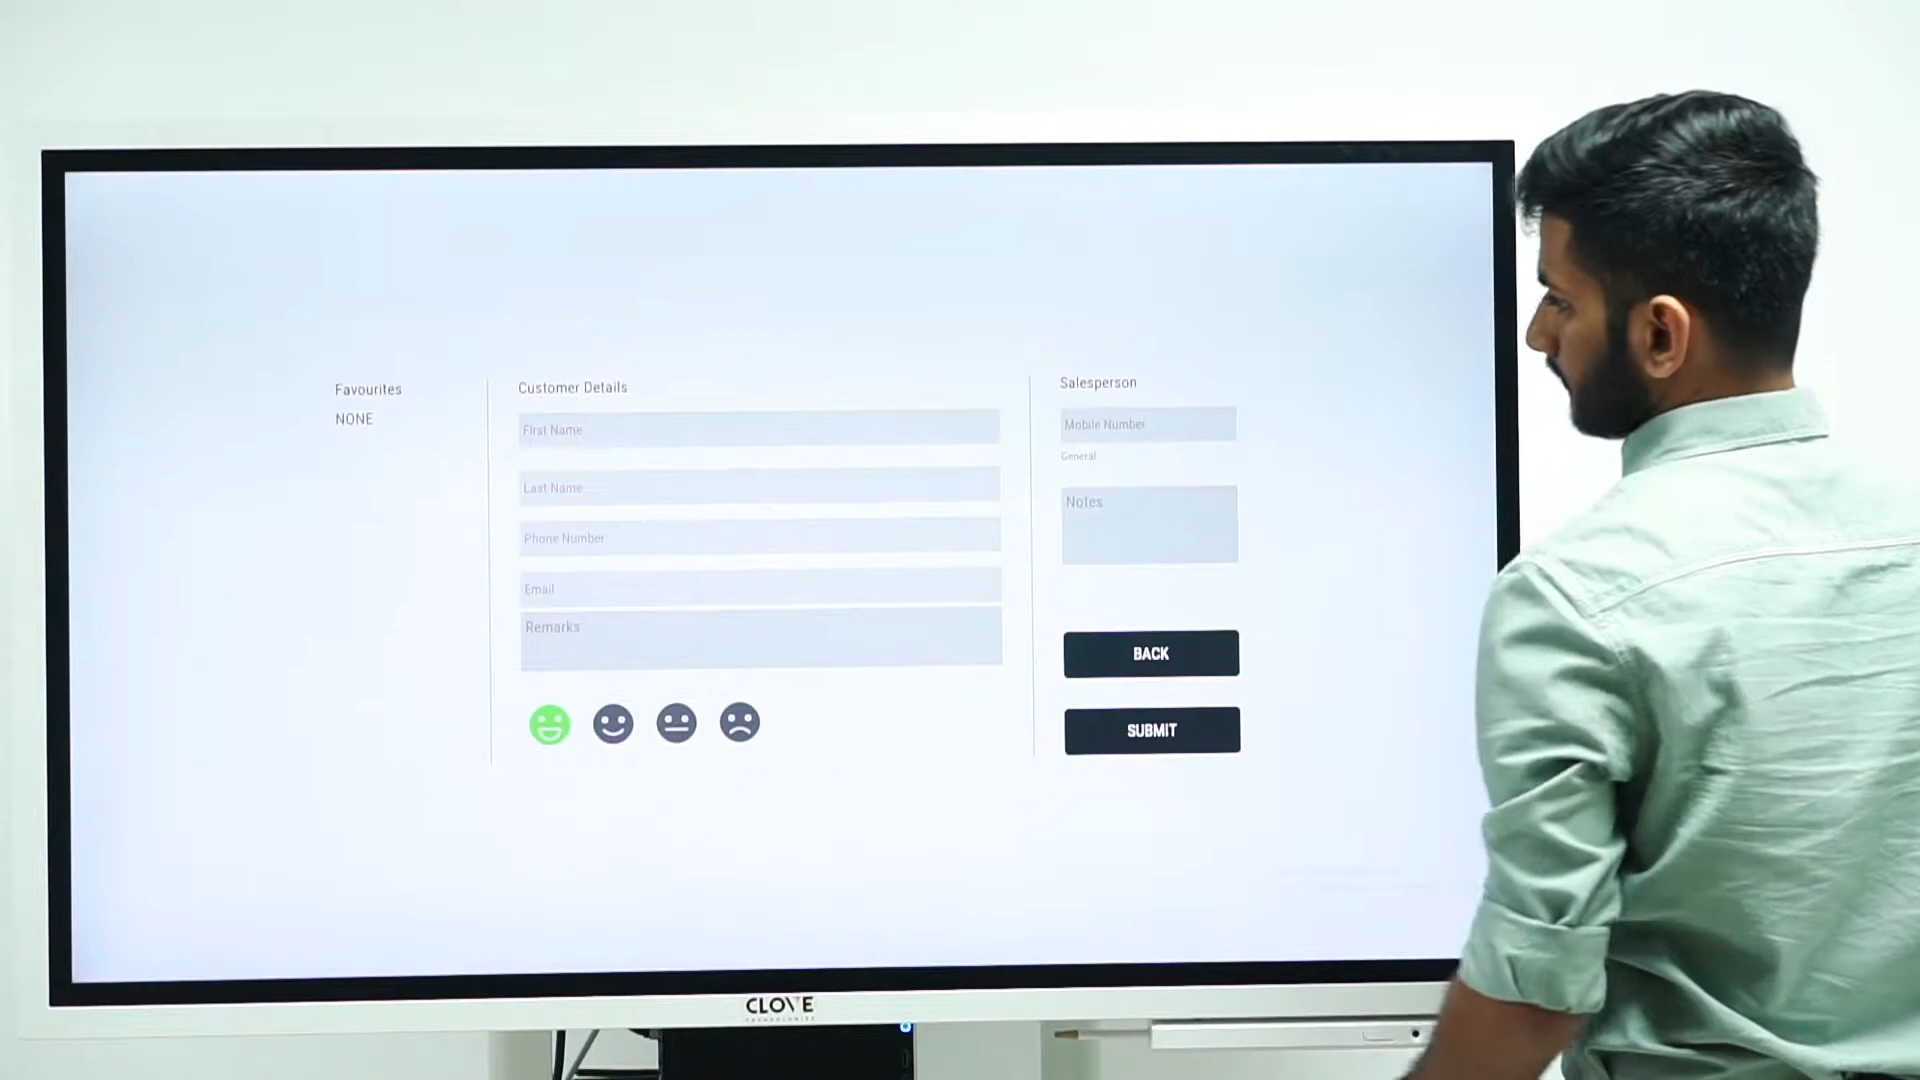 Favourites
NONE
Customer Details
First Name
Last Name
Phone Number
Email
Remarks
Salesperson
Mobile Number
General
Notes
BACK
SUBMIT
CLOVE
TECHNOLOGIES